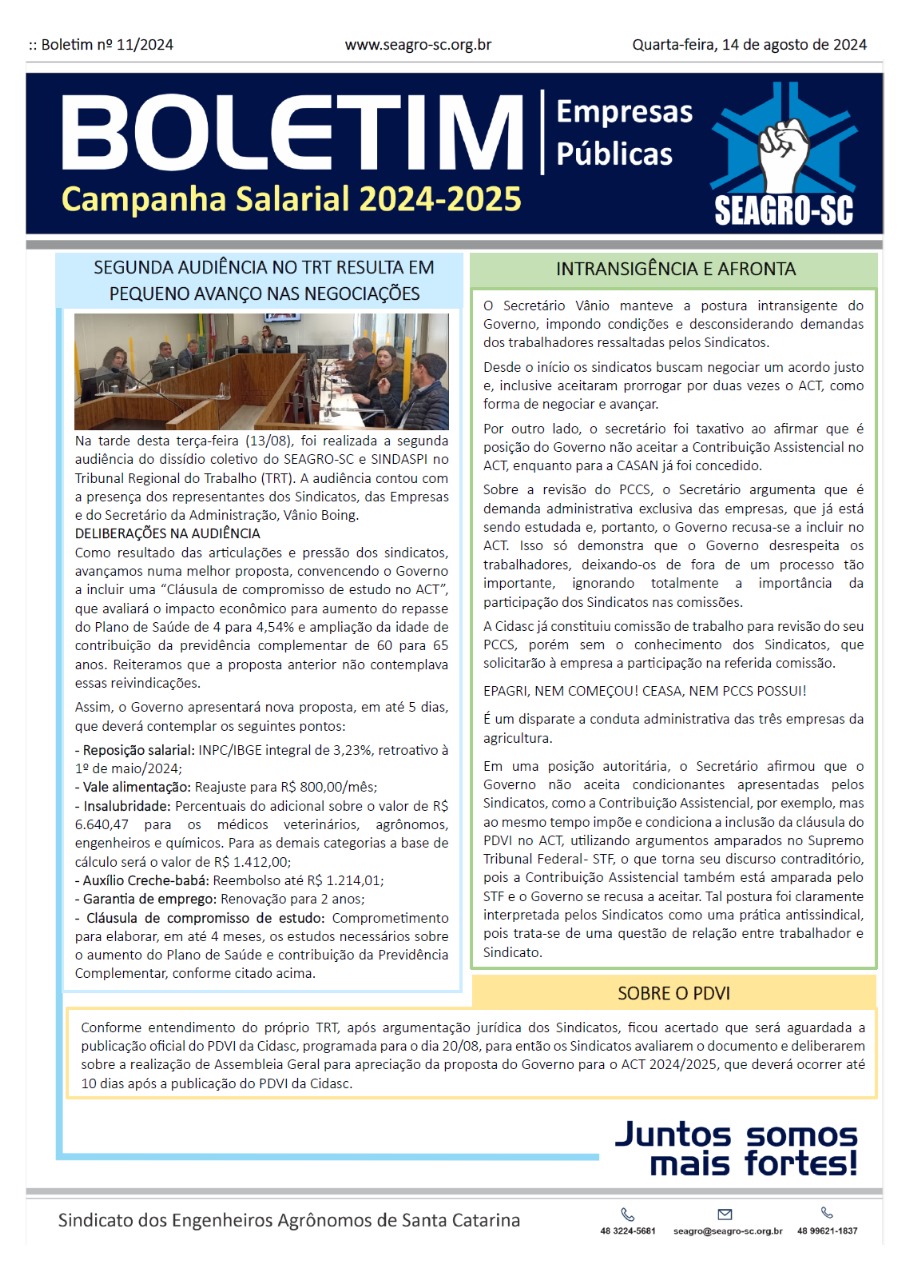 :: Boletim nº 11/2024
www.seagro-sc.org.br
Quarta-feira, 14 de agosto de 2024
BOLETIM
Empresas
Públicas
Campanha Salarial 2024-2025
SEAGRO-SC
SEGUNDA AUDIÊNCIA NO TRT RESULTA EM
PEQUENO AVANÇO NAS NEGOCIAÇÕES
Na tarde desta terça-feira (13/08), foi realizada a segunda
audiência do dissídio coletivo do SEAGRO-SC e SINDASPI no
Tribunal Regional do Trabalho (TRT). A audiência contou com
a presença dos representantes dos Sindicatos, das Empresas
e do Secretário da Administração, Vânio Boing.
DELIBERAÇÕES NA AUDIÊNCIA
Como resultado das articulações e pressão dos sindicatos,
avançamos numa melhor proposta, convencendo o Governo
a incluir uma “Cláusula de compromisso de estudo no ACT”,
que avaliará o impacto econômico para aumento do repasse
do Plano de Saúde de 4 para 4,54% e ampliação da idade de
contribuição da previdência complementar de 60 para 65
anos. Reiteramos que a proposta anterior não contemplava
essas reivindicações.
Assim, o Governo apresentará nova proposta, em até 5 dias,
que deverá contemplar os seguintes pontos:
- Reposição salarial: INPC/IBGE integral de 3,23%, retroativo à
1º de maio/2024;
- Vale alimentação: Reajuste para R$ 800,00/mês;
- Insalubridade: Percentuais do adicional sobre o valor de R$
6.640,47 para os médicos veterinários, agrônomos,
engenheiros e químicos. Para as demais categorias a base de
cálculo será o valor de R$ 1.412,00;
- Auxílio Creche-babá: Reembolso até R$ 1.214,01;
- Garantia de emprego: Renovação para 2 anos;
- Cláusula de compromisso de estudo: Comprometimento
para elaborar, em até 4 meses, os estudos necessários sobre
o aumento do Plano de Saúde e contribuição da Previdência
Complementar, conforme citado acima.
INTRANSIGÊNCIA E AFRONTA
O Secretário Vânio manteve a postura intransigente do
Governo, impondo condições e desconsiderando demandas
dos trabalhadores ressaltadas pelos Sindicatos.
Desde o início os sindicatos buscam negociar um acordo justo
e, inclusive aceitaram prorrogar por duas vezes o ACT, como
forma de negociar e avançar.
Por outro lado, o secretário foi taxativo ao afirmar que é
posição do Governo não aceitar a Contribuição Assistencial no
ACT, enquanto para a CASAN já foi concedido.
Sobre a revisão do PCCS, o Secretário argumenta que é
demanda administrativa exclusiva das empresas, que já está
sendo estudada e, portanto, o Governo recusa-se a incluir no
ACT. Isso só demonstra que o Governo desrespeita os
trabalhadores, deixando-os de fora de um processo tão
importante, ignorando totalmente a importância da
participação dos Sindicatos nas comissões.
A Cidasc já constituiu comissão de trabalho para revisão do seu
PCCS, porém sem o conhecimento dos Sindicatos, que
solicitarão à empresa a participação na referida comissão.
EPAGRI, NEM COMEÇOU! CEASA, NEM PCCS POSSUI!
É um disparate a conduta administrativa das três empresas da
agricultura.
Em uma posição autoritária, o Secretário afirmou que o
Governo não aceita condicionantes apresentadas pelos
Sindicatos, como a Contribuição Assistencial, por exemplo, mas
ao mesmo tempo impõe e condiciona a inclusão da cláusula do
PDVI no ACT, utilizando argumentos amparados no Supremo
Tribunal Federal- STF, o que torna seu discurso contraditório,
pois a Contribuição Assistencial também está amparada pelo
STF e o Governo se recusa a aceitar. Tal postura foi claramente
interpretada pelos Sindicatos como uma prática antissindical,
pois trata-se de uma questão de relação entre trabalhador e
Sindicato.
SOBRE O PDVI
Conforme entendimento do próprio TRT, após argumentação jurídica dos Sindicatos, ficou acertado que será aguardada a
publicação oficial do PDVI da Cidasc, programada para o dia 20/08, para então os Sindicatos avaliarem o documento e deliberarem
sobre a realização de Assembleia Geral para apreciação da proposta do Governo para o ACT 2024/2025, que deverá ocorrer até
10 dias após a publicação do PDVI da Cidasc.
Juntos somos
mais fortes!
Sindicato dos Engenheiros Agrônomos de Santa Catarina
48 3224-5681
seagro@seagro-sc.org.br
48 99621-1837